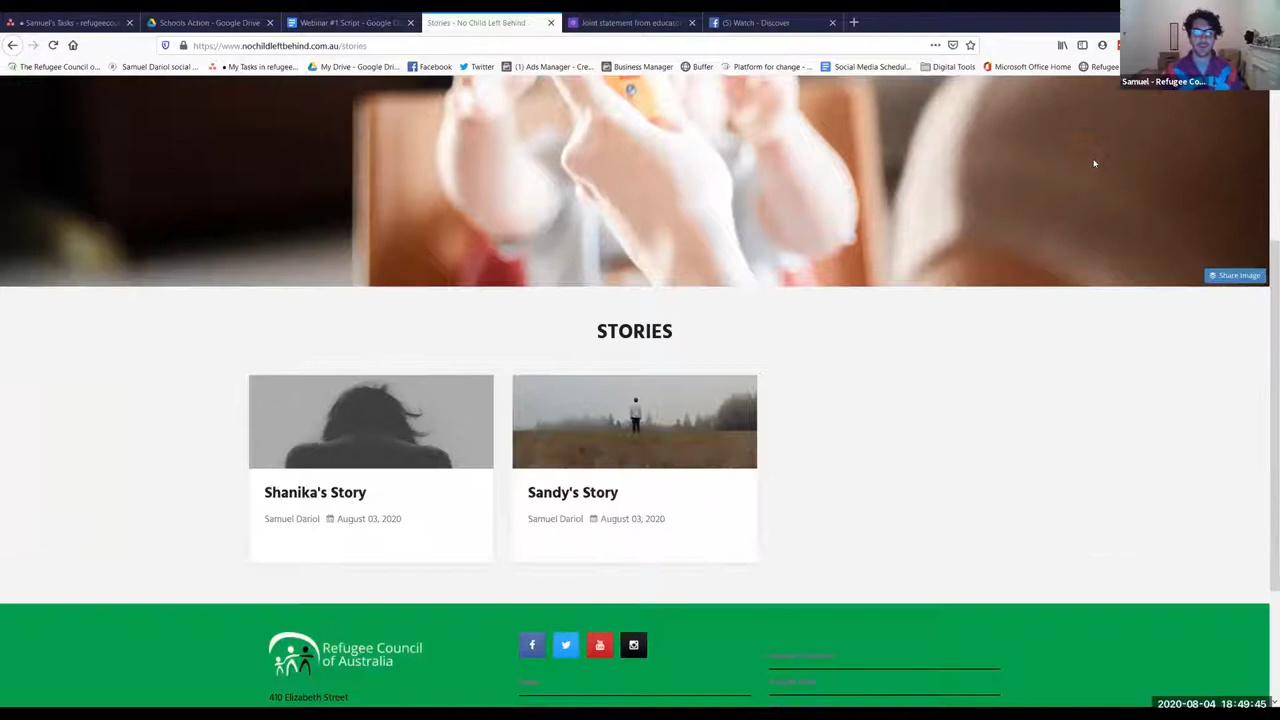 Samuel's Tasks - refugeecou
Schools Action - Google Drive
Webinar #1 Script - Google D
Stories - No Child Left Behind
Joint statement from educato
(5) Watch - Discover
https://www.nochildleftbehind.com.au/stories
The Refugee Council o...
Samuel Dariol social ...
My Tasks in refugee...
My Drive - Google Dri...
Facebook
Twitter
(1) Ads Manager - Cre...
Business Manager
Buffer
Platform for change - ...
Social Media Schedul...
Digital Tools
Microsoft Office Home
Refugee
Samuel - Refugee Co...
Share Image
STORIES
Shanika's Story
Samuel Dariol August 03, 2020
Sandy's Story
Samuel Dariol August 03, 2020
Refugee Council
of Australia
410 Elizabeth Street
2020-08-04 18:49:45